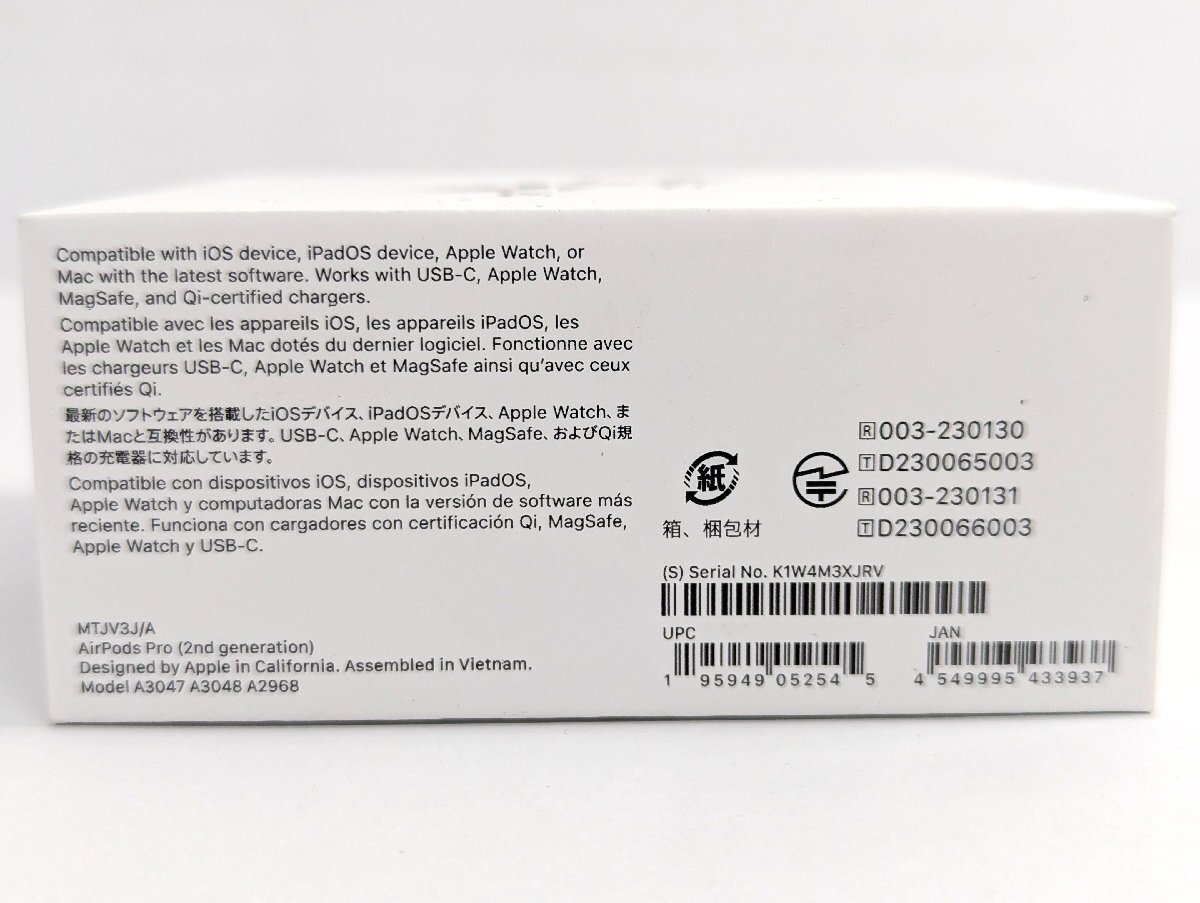 Compatible with iOS device, iPadOS device, Apple Watch, or
Mac with the latest software. Works with USB-C, Apple Watch,
MagSafe, and Qi-certified chargers.
Compatible avec les appareils iOS, les appareils iPadOS, les
Apple Watch et les Mac dotés du dernier logiciel. Fonctionne avec
les chargeurs USB-C, Apple Watch et MagSafe ainsi qu'avec ceux
certifiés Qi.
最新のソフトウェアを搭載したiOSデバイス、iPadOSデバイス、Apple Watch、ま
たはMacと互換性があります。USB-C、Apple Watch、MagSafe、およびQi規
格の充電器に対応しています。
Compatible con dispositivos iOS, dispositivos iPadOS,
Apple Watch y computadoras Mac con la versión de software más
reciente. Funciona con cargadores con certificación Qi, MagSafe,
Apple Watch y USB-C.
MTJV3J/A
AirPods Pro (2nd generation)
Designed by Apple in California. Assembled in Vietnam.
Model A3047 A3048 A2968
紙
箱、梱包材
R 003-230130
T D230065003
R 003-230131
T D230066003
(S) Serial No. K1W4M3XJRV
UPC
1 95949 05254 5
JAN
4 549995 433937